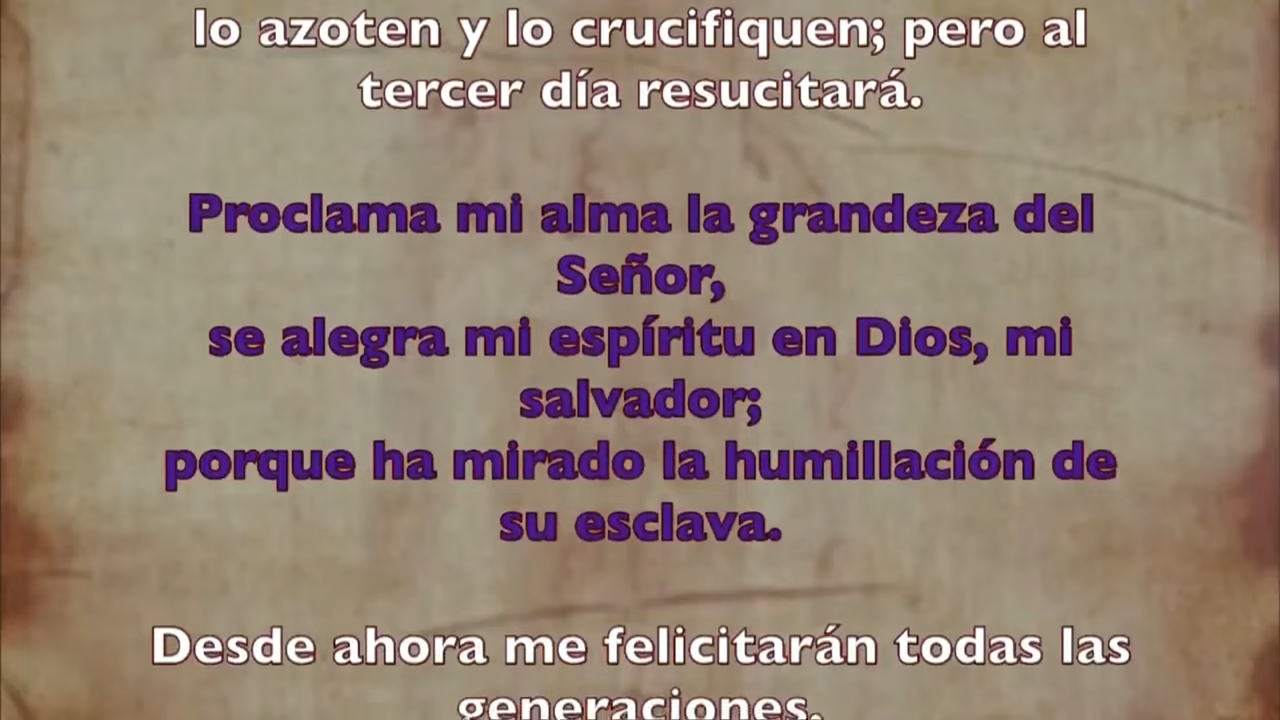 lo azoten y lo crucifiquen; pero al
tercer día resucitará.
Proclama mi alma la grandeza del
Señor,
se alegra mi espíritu en Dios, mi
salvador;
porque ha mirado la humillación de
su esclava.
Desde ahora me felicitarán todas las
generaciones,